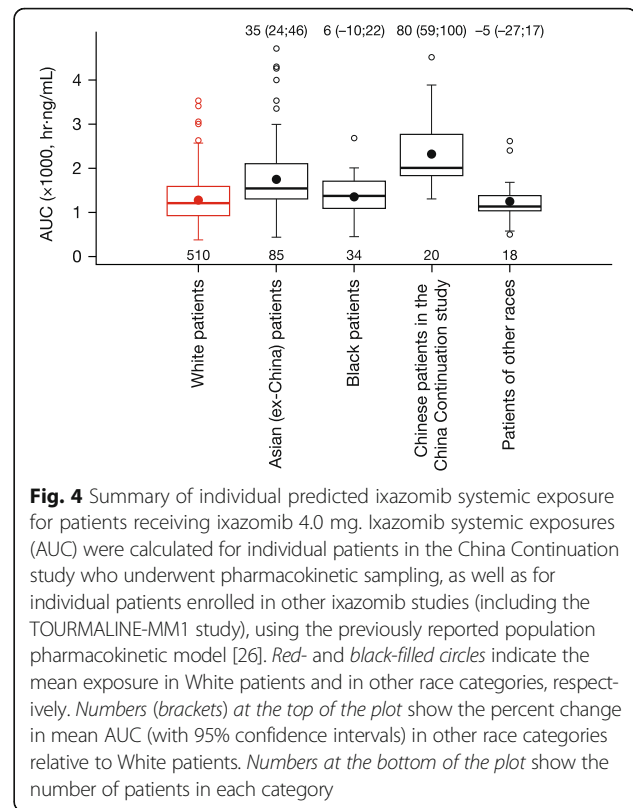 35 (24;46) 6 (−10;22) 80 (59;100) −5 (−27;17)
AUC (×1000, hr·ng/mL)
4
3
2
1
0
510 85 34 20 18
White patients
Asian (ex-China) patients
Black patients
Chinese patients in the
China Continuation study
Patients of other races
Fig. 4 Summary of individual predicted ixazomib systemic exposure
for patients receiving ixazomib 4.0 mg. Ixazomib systemic exposures
(AUC) were calculated for individual patients in the China Continuation
study who underwent pharmacokinetic sampling, as well as for
individual patients enrolled in other ixazomib studies (including the
TOURMALINE-MM1 study), using the previously reported population
pharmacokinetic model [26]. Red- and black-filled circles indicate the
mean exposure in White patients and in other race categories, respect-
ively. Numbers (brackets) at the top of the plot show the percent change
in mean AUC (with 95% confidence intervals) in other race categories
relative to White patients. Numbers at the bottom of the plot show the
number of patients in each category